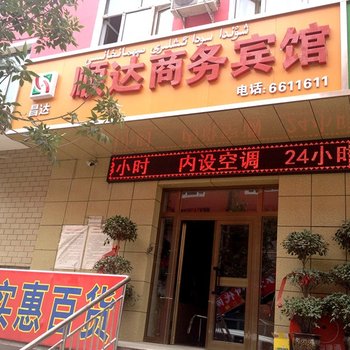 顺达商务宾馆
昌达
电话:6611611
小时 内设空调 24小时
实惠百货